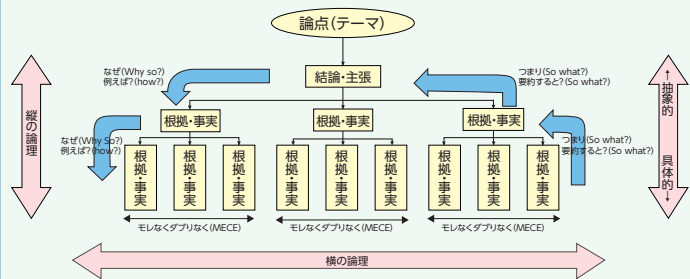 論点(テーマ)
なぜ(Why so?)
例えば?(how?)
結論・主張
つまり(So what?)
要約すると?(So what?)
縦の論理
←抽象的 具体的→
根拠・事実
根拠・事実
根拠・事実
なぜ(Why So?)
例えば?(how?)
つまり(So what?)
要約すると?(So what?)
根拠・事実
根拠・事実
根拠・事実
根拠・事実
根拠・事実
根拠・事実
根拠・事実
根拠・事実
根拠・事実
モレなくダブりなく(MECE)
モレなくダブりなく(MECE)
モレなくダブりなく(MECE)
横の論理